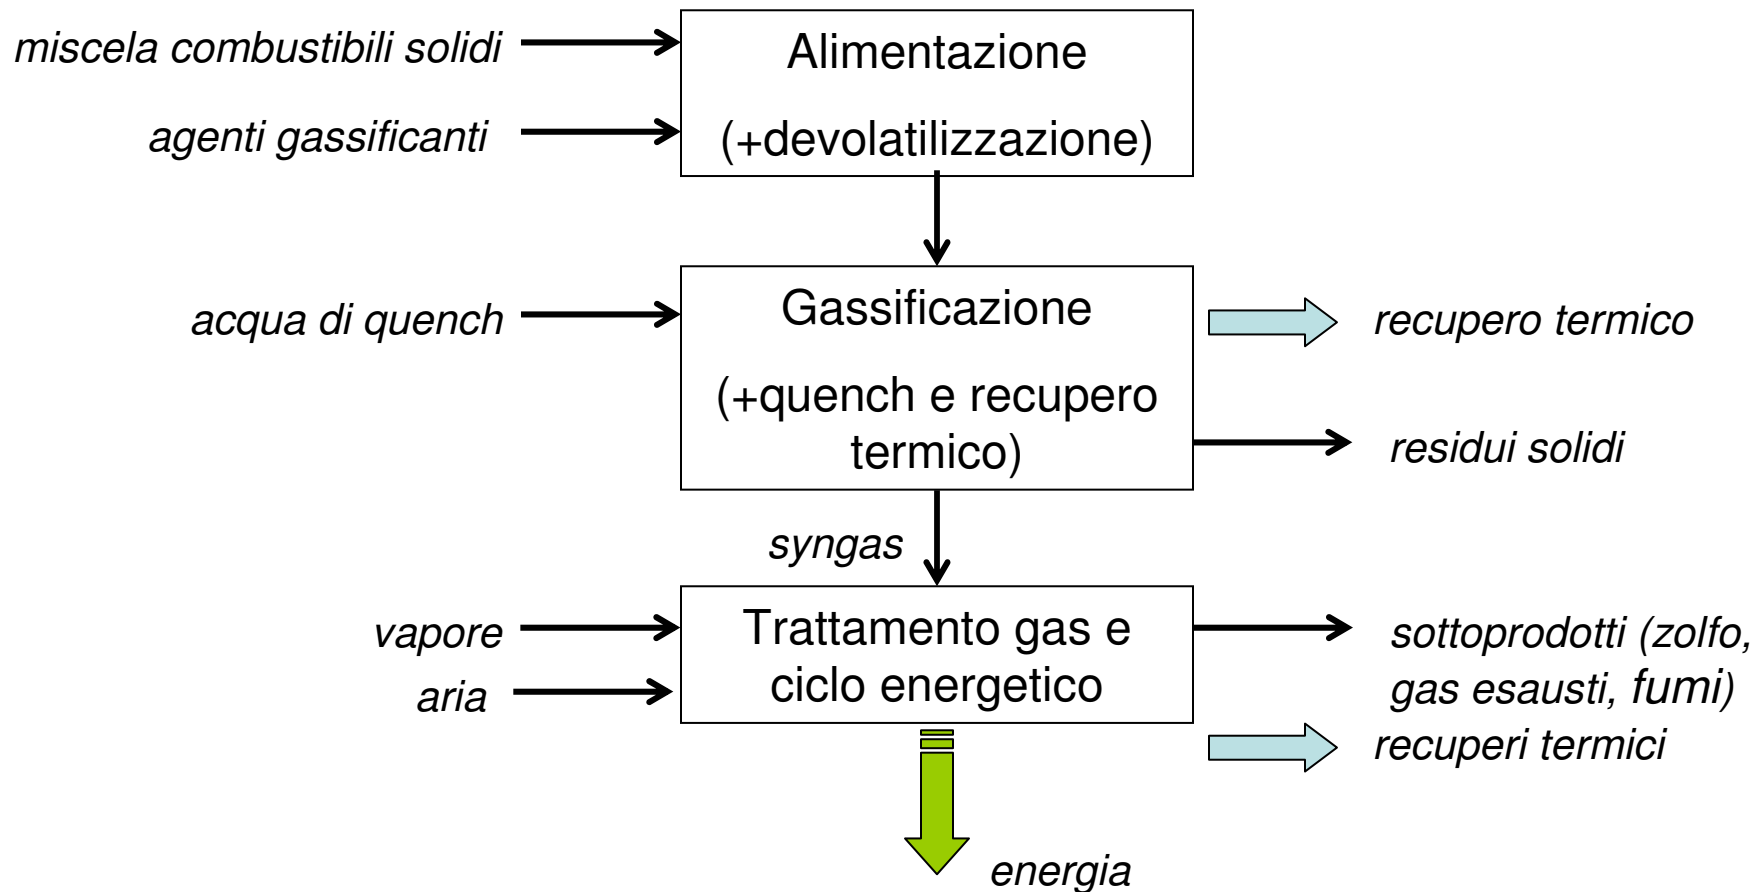 miscela combustibili solidi
agenti gassificanti
Alimentazione
(+devolatilizzazione)
acqua di quench
Gassificazione
(+quench e recupero
termico)
recupero termico
residui solidi
syngas
vapore
aria
Trattamento gas e
ciclo energetico
sottoprodotti (zolfo,
gas esausti, fumi)
recuperi termici
energia